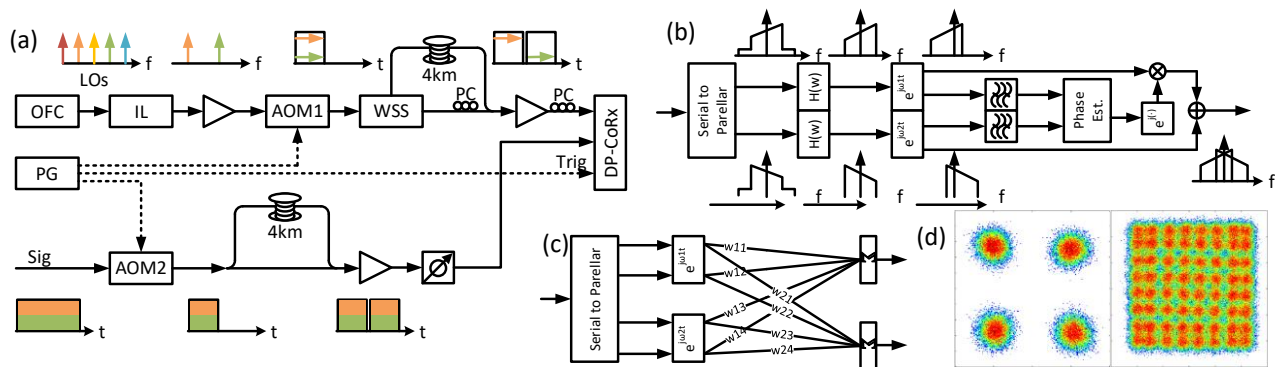 (a)
f
f
t
4km
t
LOs
OFC
IL
AOM1
WSS
PC
PC
DP-CoRx
PG
Trig
4km
Sig
AOM2
t
t
t
(b)
f
f
f
Serial to
Parellar
H(w)
H(w)
e^jω1t
e^jω2t
Phase
Est.
e^j(·)
f
f
f
f
(c)
Serial to Parellar
e^jω1t
e^jω2t
w11
w12
w13
w14
w21
w22
w23
w24
Σ
Σ
(d)